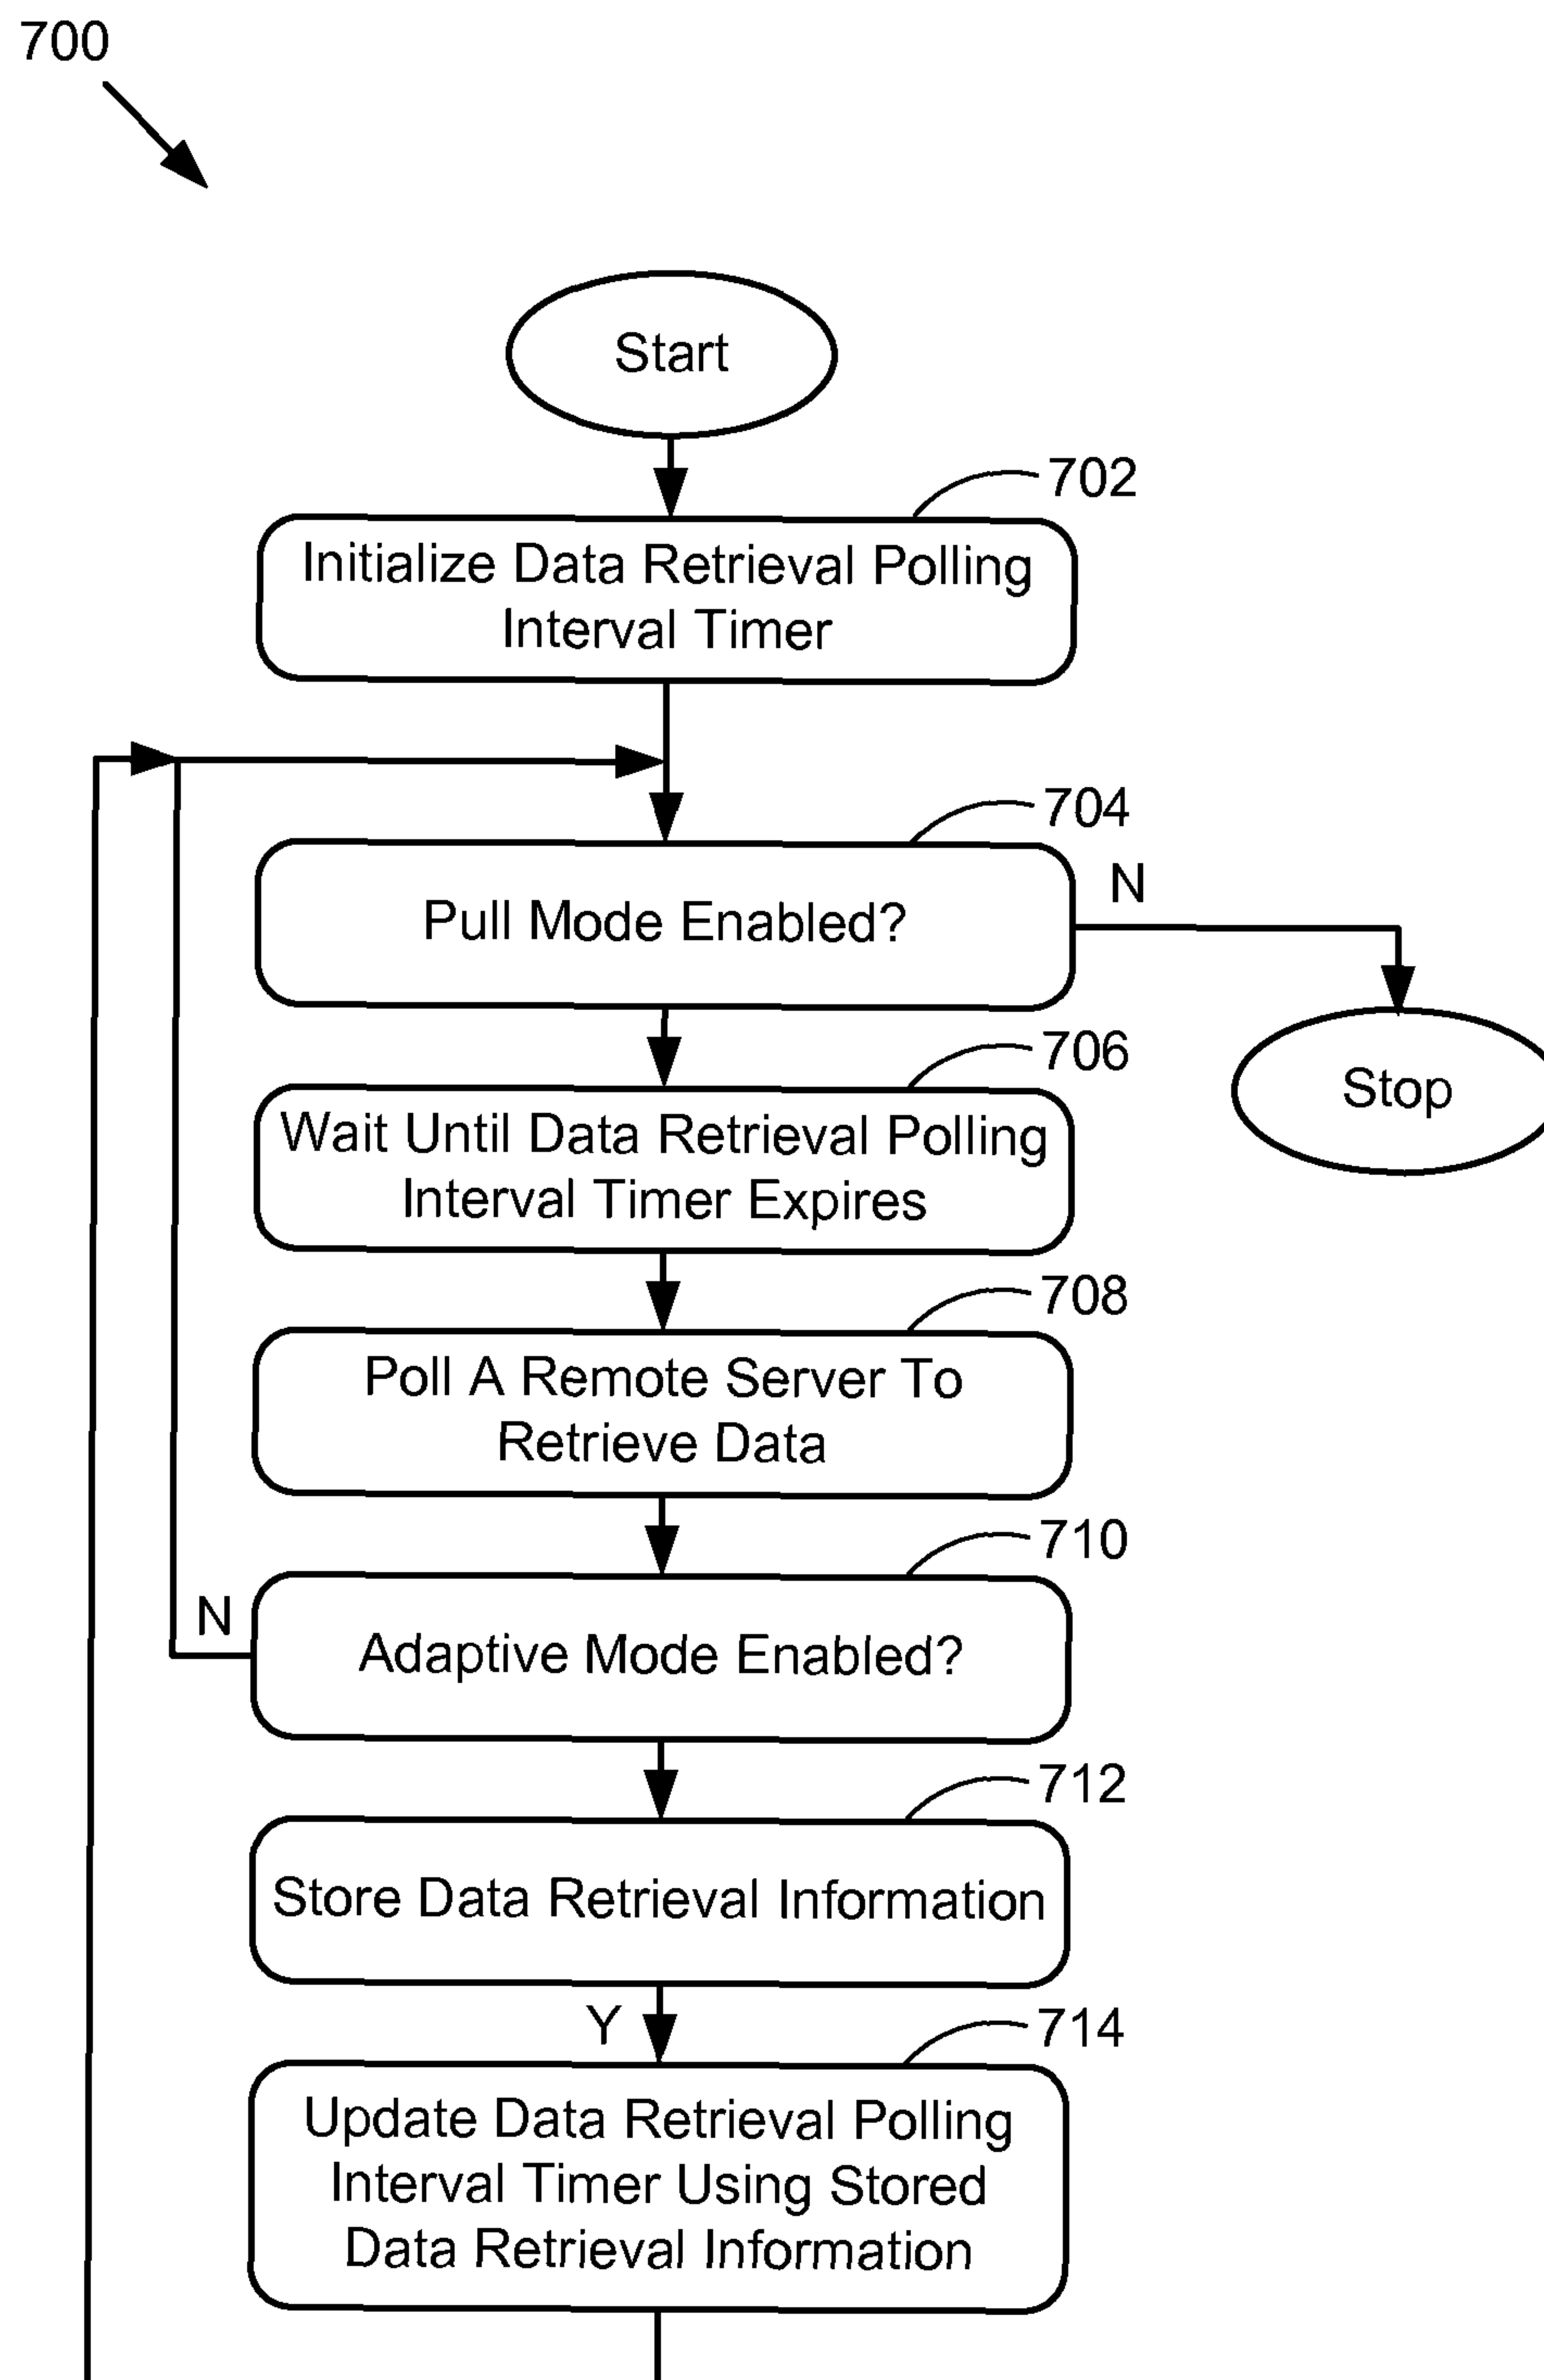 700
Start
702
Initialize Data Retrieval Polling
Interval Timer
704
Pull Mode Enabled?
N
706
Stop
Wait Until Data Retrieval Polling
Interval Timer Expires
708
Poll A Remote Server To
Retrieve Data
710
N
Adaptive Mode Enabled?
712
Store Data Retrieval Information
Y
714
Update Data Retrieval Polling
Interval Timer Using Stored
Data Retrieval Information